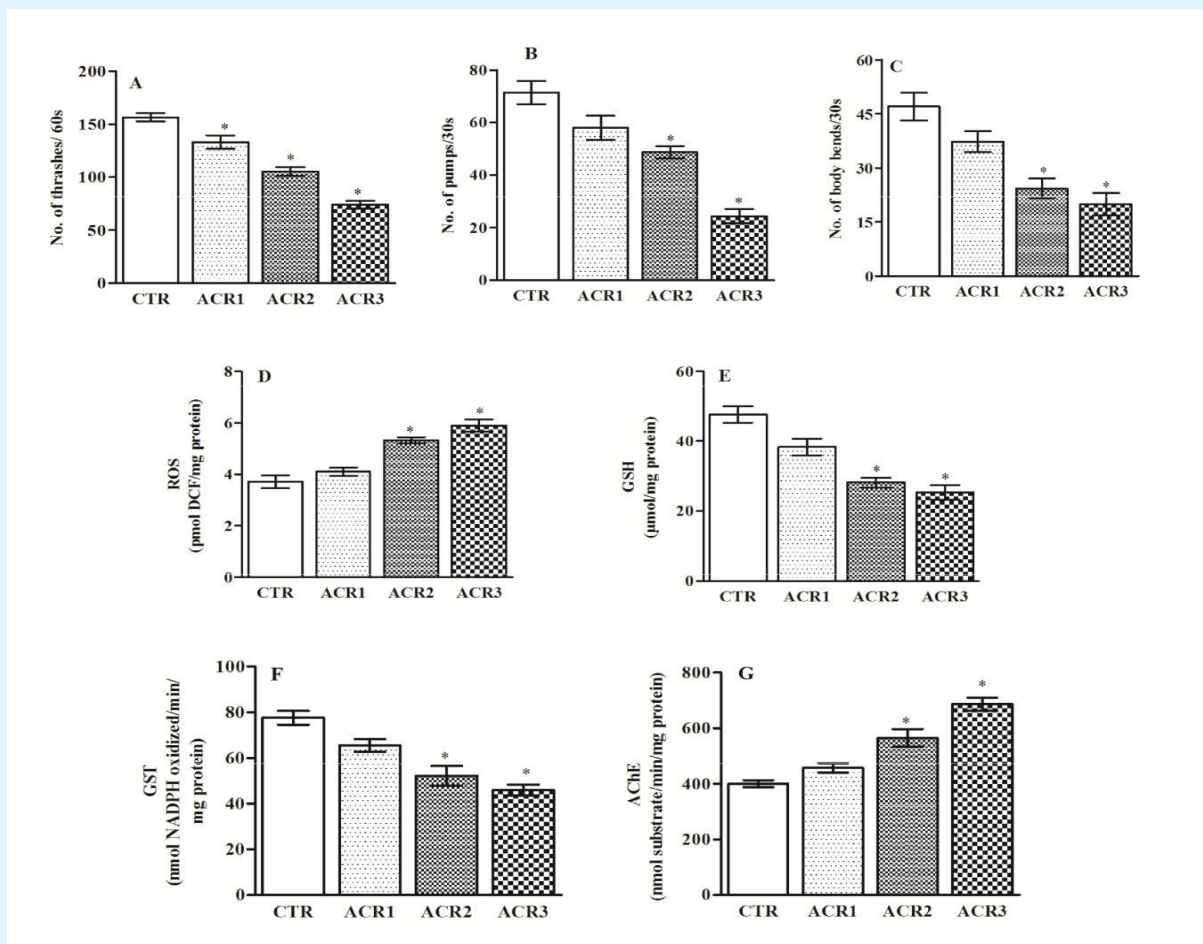 A
No. of thrashes/ 60s
200
150
100
50
0
*
*
*
CTR ACR1 ACR2 ACR3
B
No. of pumps/30s
80
60
40
20
0
*
*
CTR ACR1 ACR2 ACR3
C
No. of body bends/30s
60
45
30
15
0
*
*
CTR ACR1 ACR2 ACR3
D
ROS
(pmol DCF/mg protein)
8
6
4
2
0
*
*
CTR ACR1 ACR2 ACR3
E
GSH
(µmol/mg protein)
60
40
20
0
*
*
CTR ACR1 ACR2 ACR3
F
GST
(nmol NADPH oxidized/min/
mg protein)
100
80
60
40
20
0
*
*
CTR ACR1 ACR2 ACR3
G
AChE
(nmol substrate/min/mg protein)
800
600
400
200
0
*
*
CTR ACR1 ACR2 ACR3